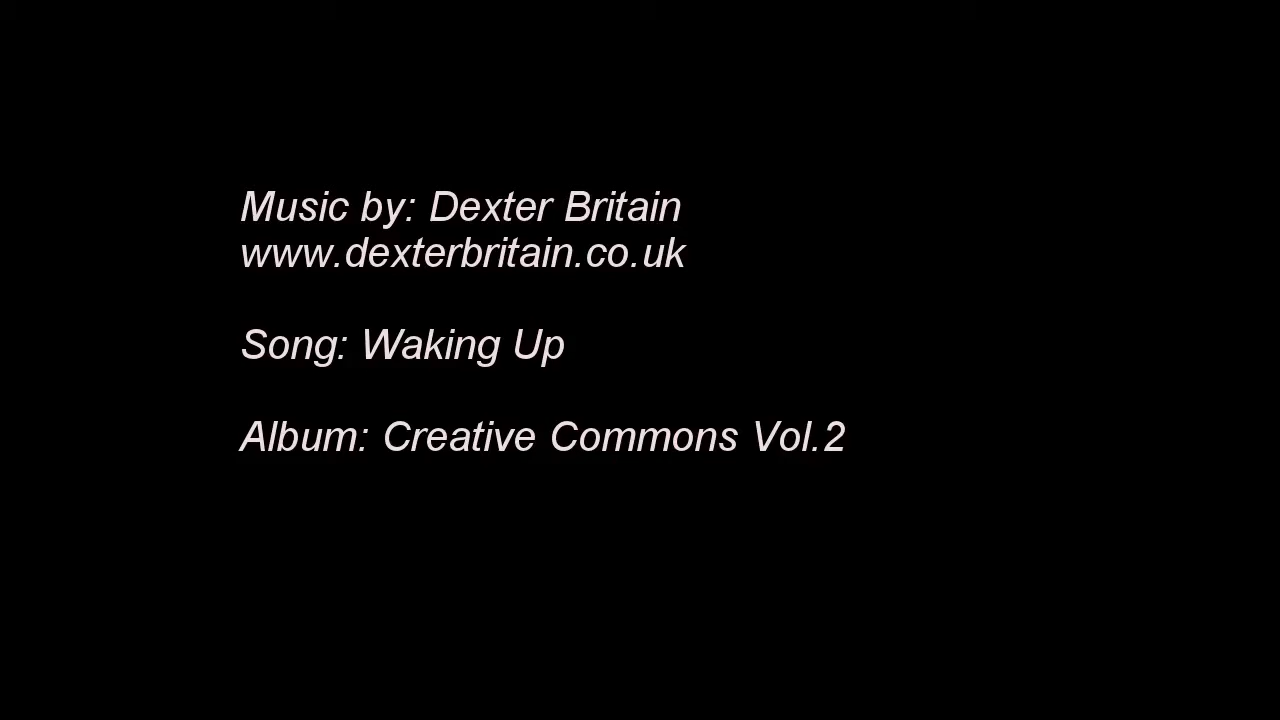 Music by: Dexter Britain
www.dexterbritain.co.uk
Song: Waking Up
Album: Creative Commons Vol.2